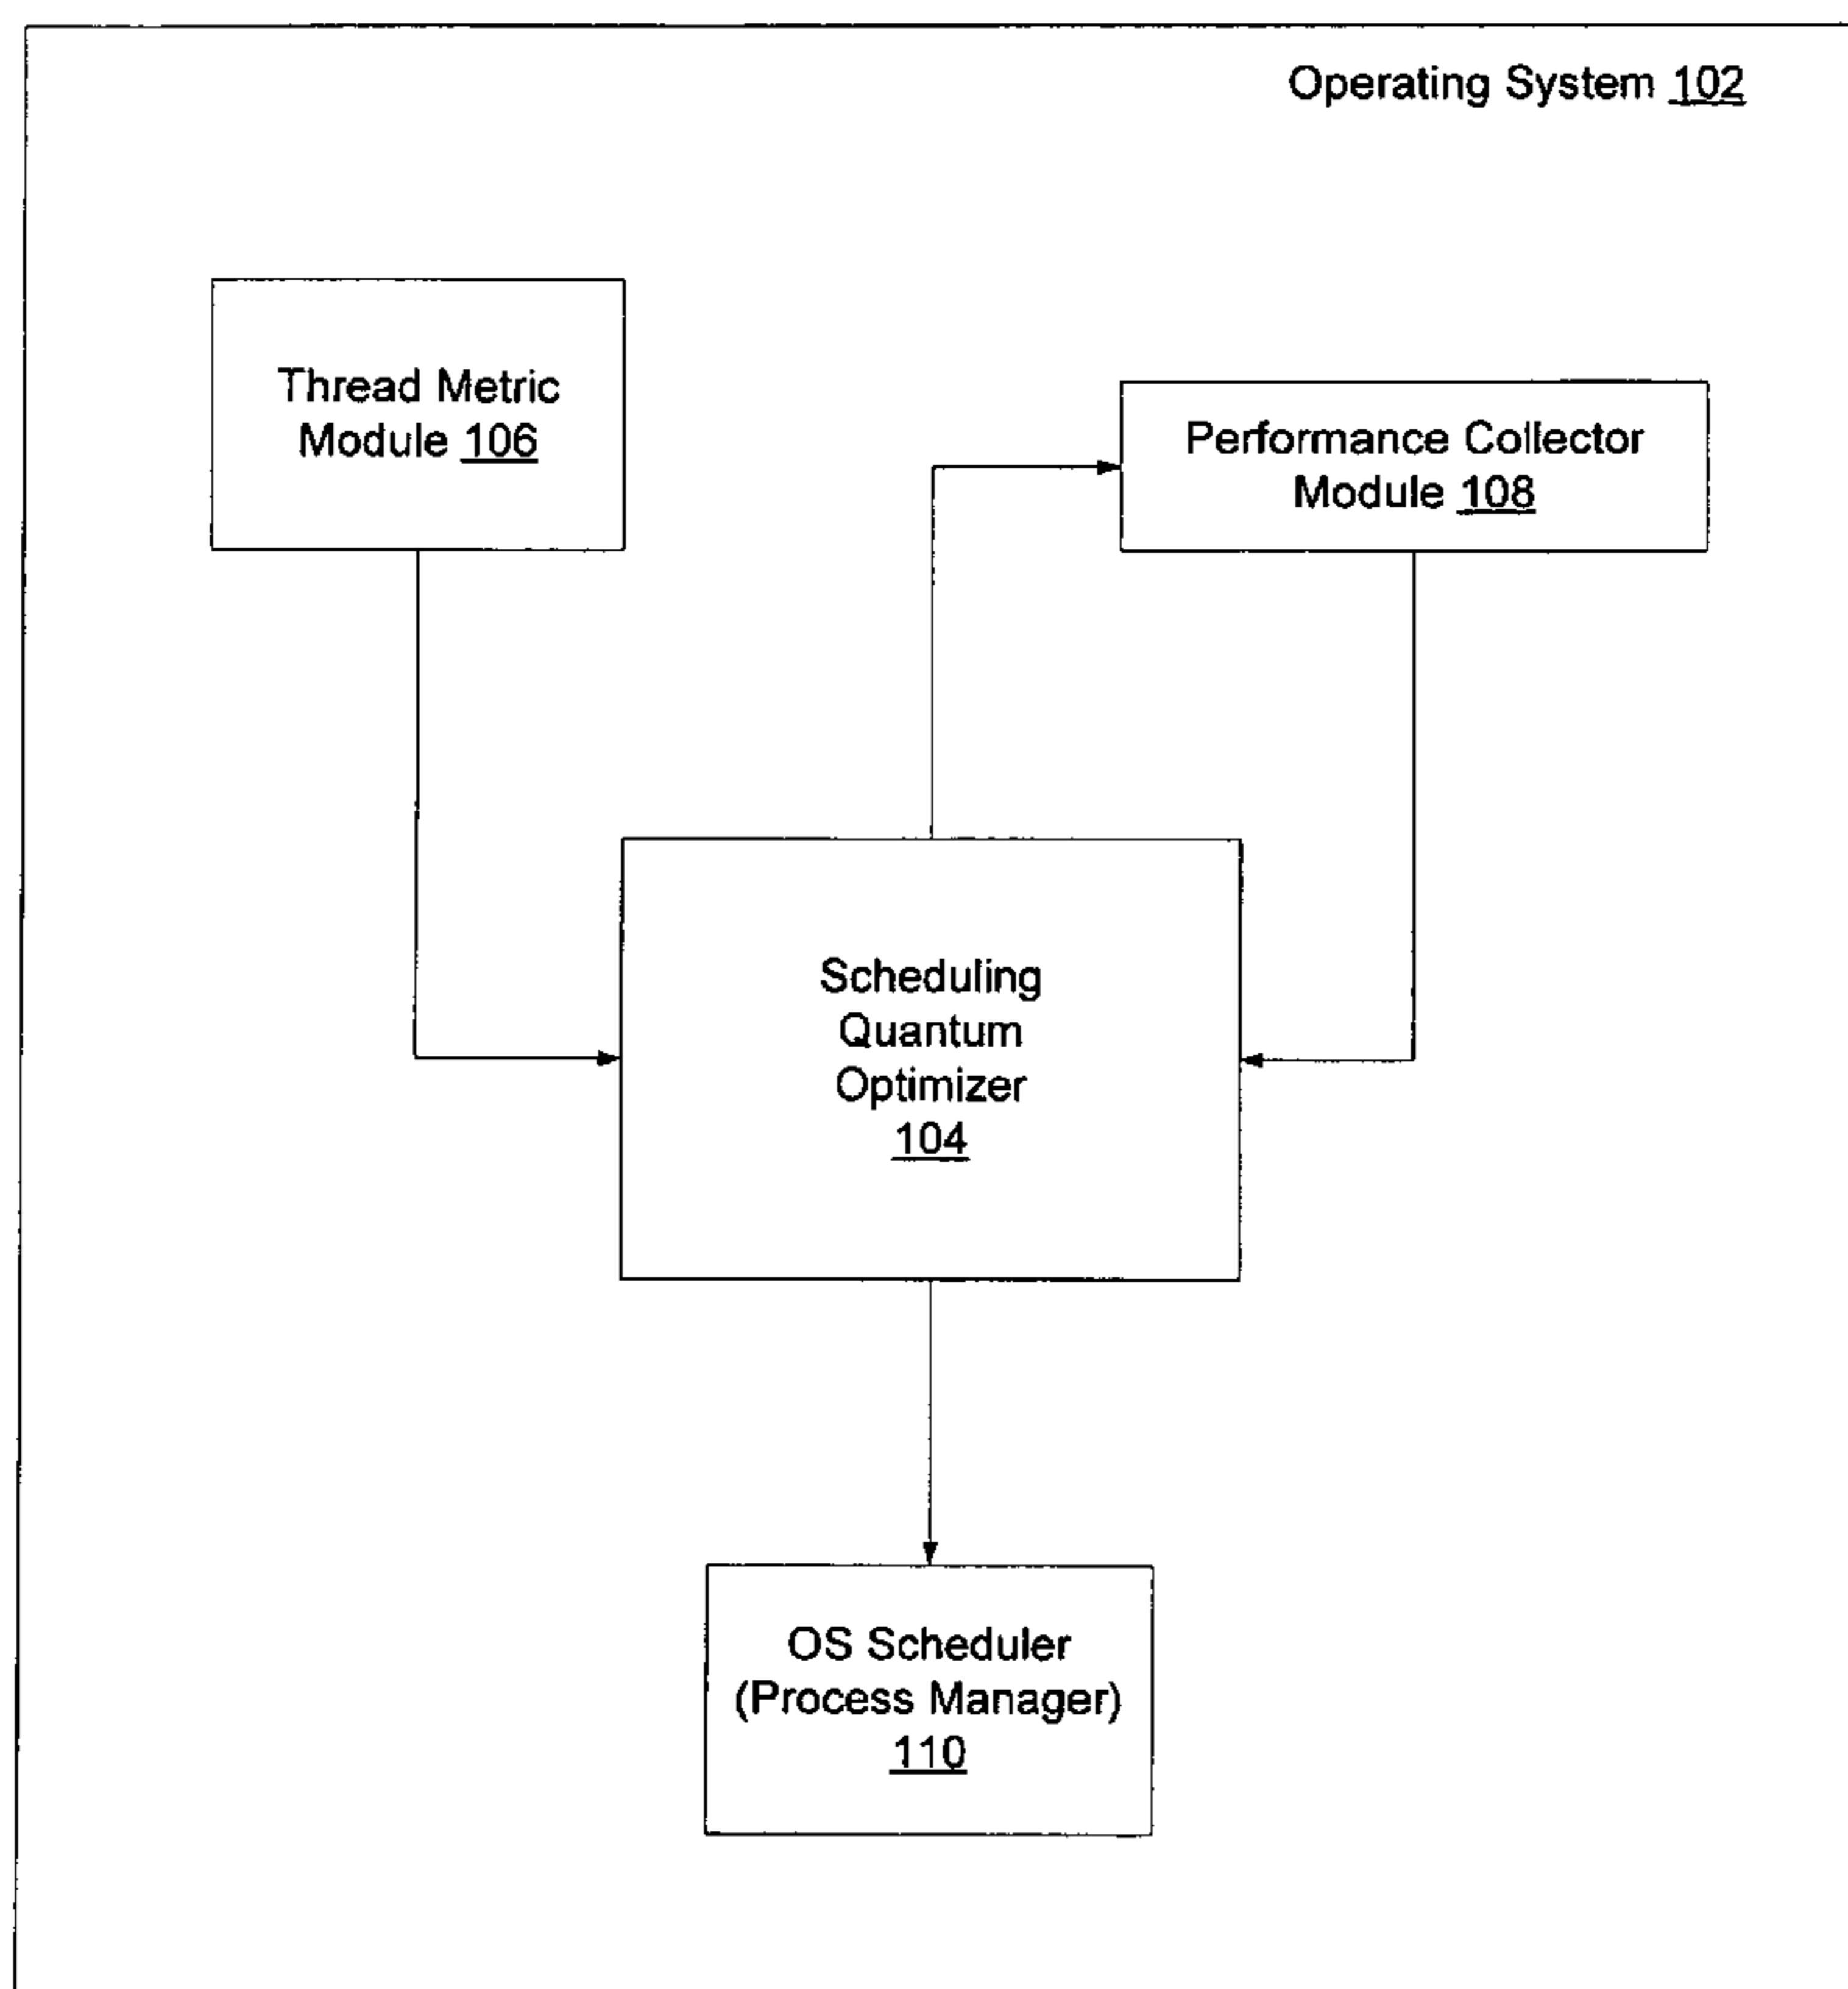 Operating System 102
Thread Metric
Module 106
Performance Collector
Module 108
Scheduling
Quantum
Optimizer
104
OS Scheduler
(Process Manager)
110